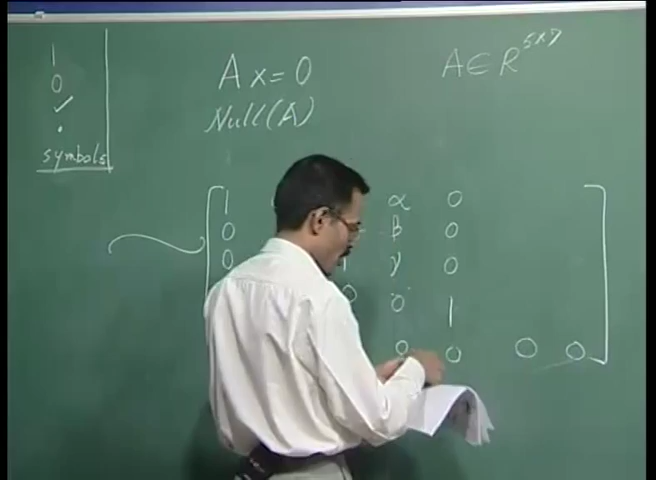 1
0
✓
.
symbols
A x = 0
A ∈ R^{5x7}
Null(A)
1 α 0
0 β 0
0 1 γ 0
0 0 1
0 0 0 0